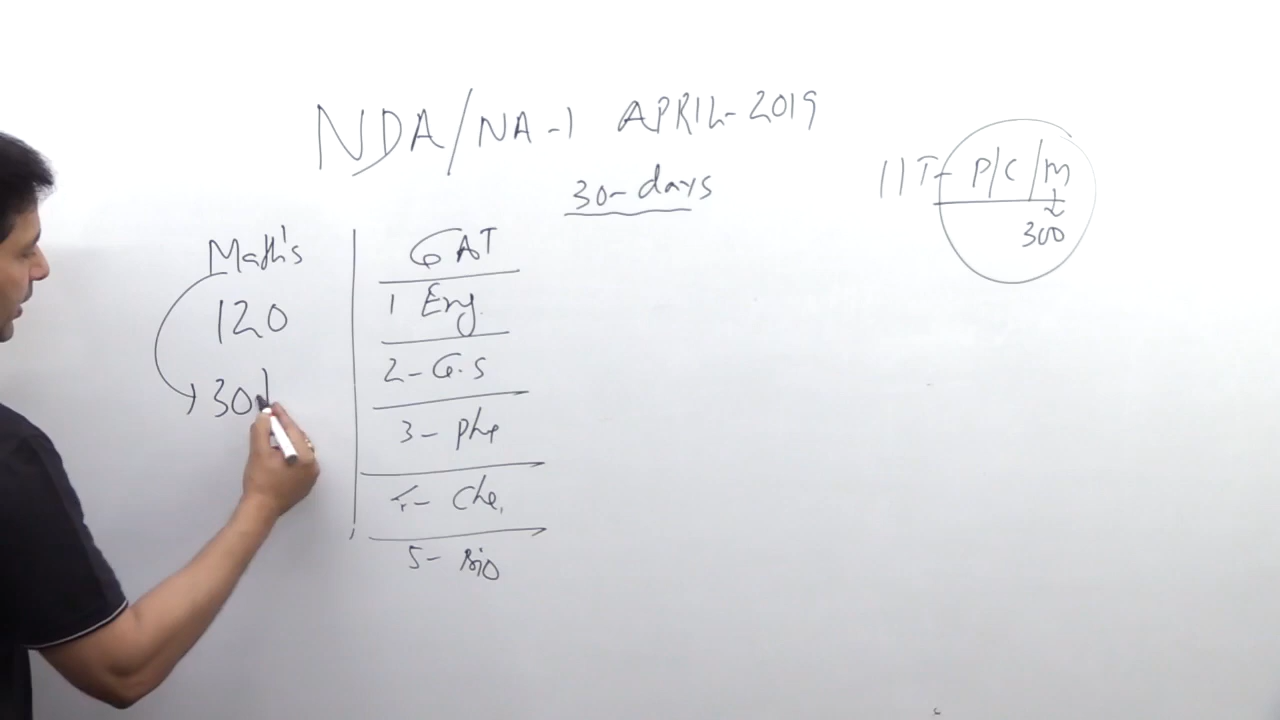 NDA/NA-1 APRIL-2019
30-days
IIT- P/C/M
300
Math's
120
30d
GAT
1 Eng.
2- G.S
3- Phy
4- Che.
5- Bio